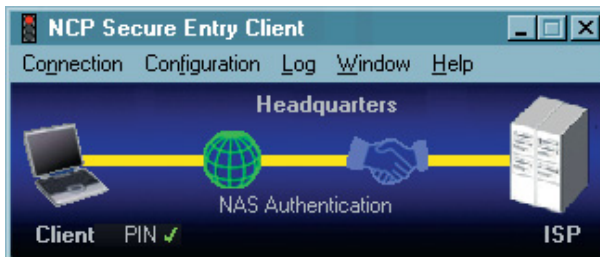 NCP Secure Entry Client
Connection Configuration Log Window Help
Headquarters
NAS Authentication
Client PIN ✓ ISP